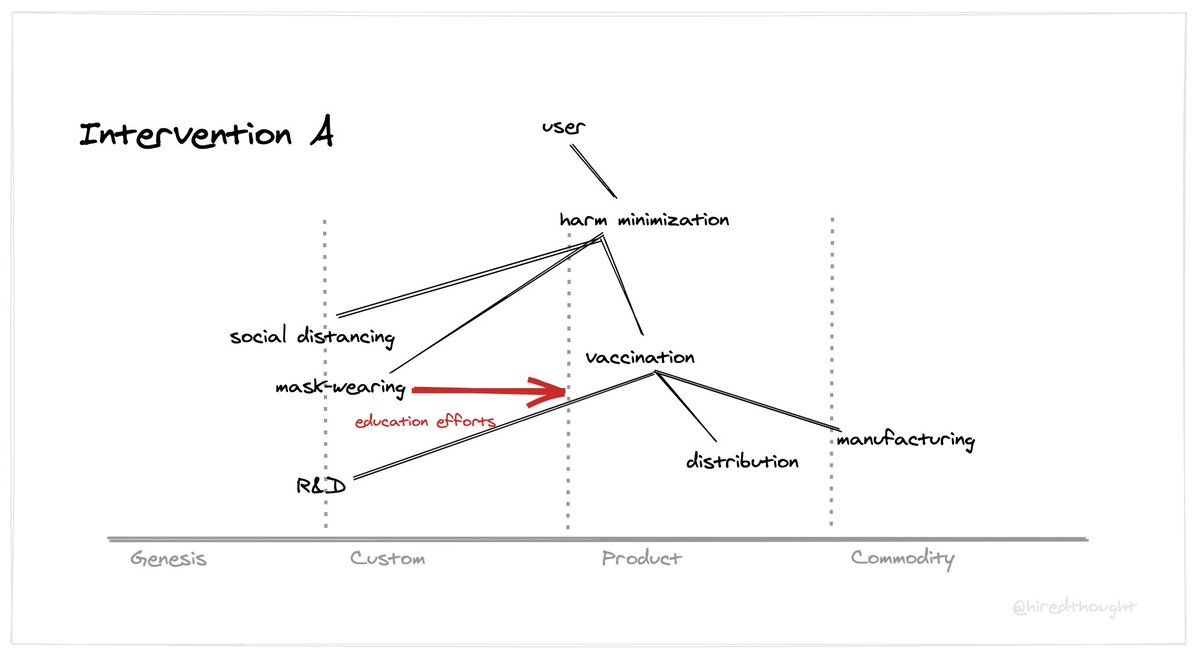 Intervention A
user
harm minimization
social distancing
vaccination
mask-wearing
education efforts
manufacturing
distribution
R&D
Genesis
Custom
Product
Commodity
@hiredthought